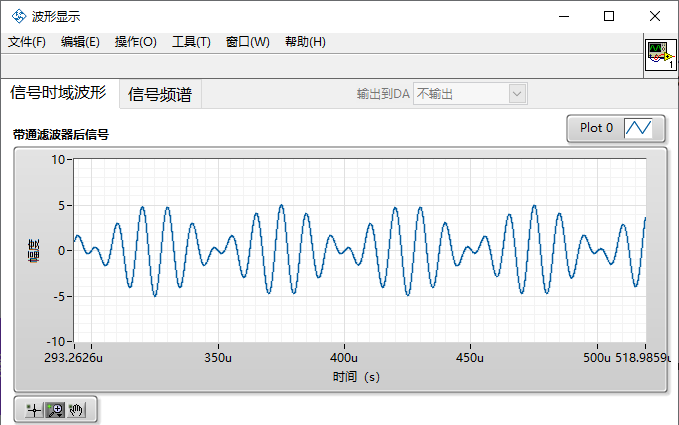 波形显示
文件(F) 编辑(E) 操作(O) 工具(T) 窗口(W) 帮助(H)
1
信号时域波形 信号频谱 输出到DA 不输出
带通滤波器后信号 Plot 0
10
5
0
-5
-10
幅度
293.2626u 350u 400u 450u 500u 518.9859u
时间（s）